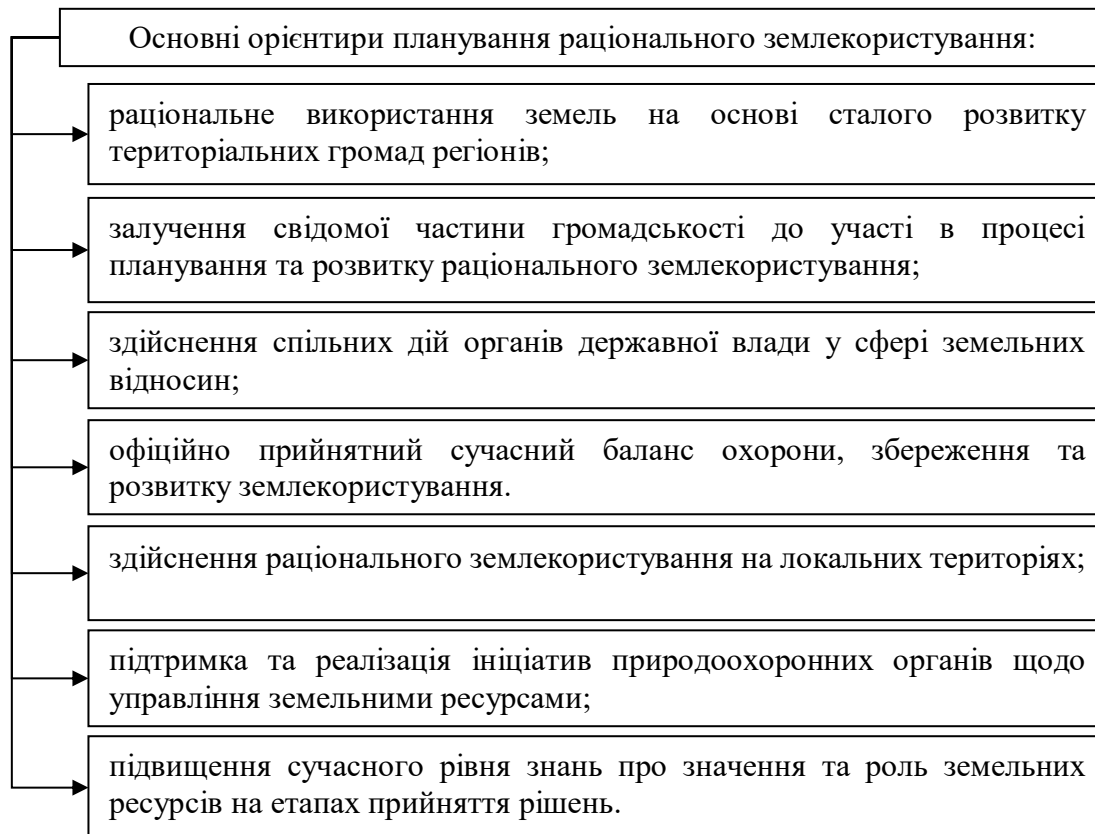 Основні орієнтири планування раціонального землекористування:
раціональне використання земель на основі сталого розвитку
територіальних громад регіонів;
залучення свідомої частини громадськості до участі в процесі
планування та розвитку раціонального землекористування;
здійснення спільних дій органів державної влади у сфері земельних
відносин;
офіційно прийнятний сучасний баланс охорони, збереження та
розвитку землекористування.
здійснення раціонального землекористування на локальних територіях;
підтримка та реалізація ініціатив природоохоронних органів щодо
управління земельними ресурсами;
підвищення сучасного рівня знань про значення та роль земельних
ресурсів на етапах прийняття рішень.